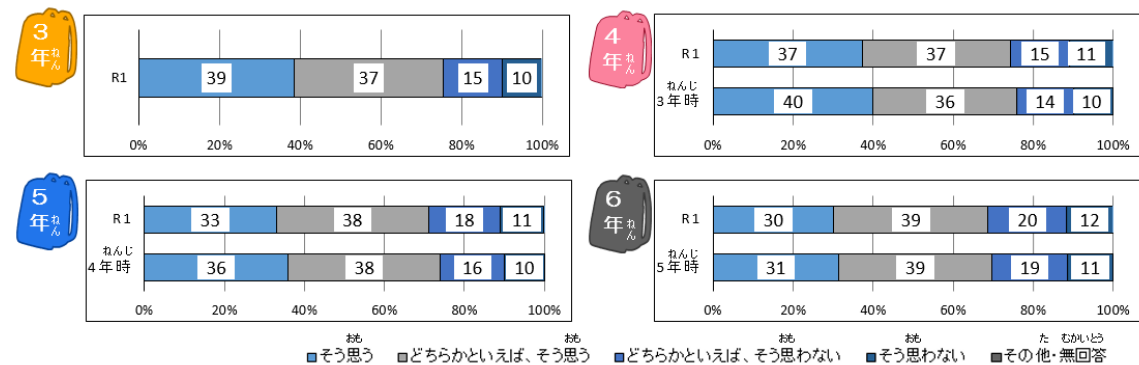 3
年
ねん
R1
39 37 15 10
0% 20% 40% 60% 80% 100%
4
年
ねん
R1
37 37 15 11
ねんじ
3年時
40 36 14 10
0% 20% 40% 60% 80% 100%
5
年
ねん
R1
33 38 18 11
ねんじ
4年時
36 38 16 10
0% 20% 40% 60% 80% 100%
6
年
ねん
R1
30 39 20 12
ねんじ
5年時
31 39 19 11
0% 20% 40% 60% 80% 100%
おも おも おも おも た むかいとう
そう思う どちらかといえば、そう思う どちらかといえば、そう思わない そう思わない その他・無回答